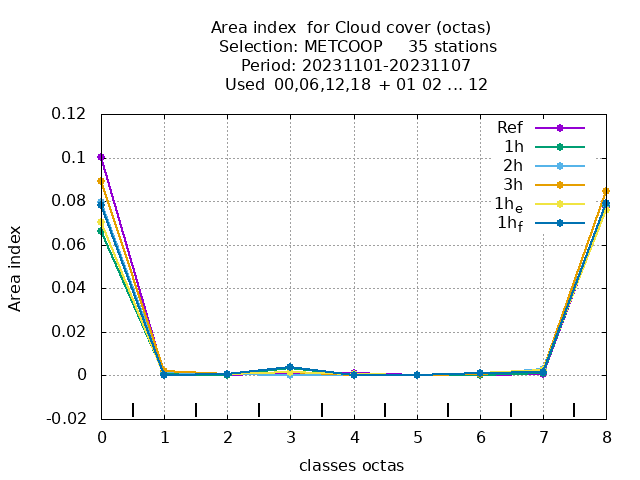 Area index  for Cloud cover (octas)
Selection: METCOOP     35 stations
Period: 20231101-20231107
Used  00,06,12,18 + 01 02 ... 12
0.12
0.1
0.08
0.06
0.04
0.02
0
-0.02
Area index
Ref
1h
2h
3h
1he
1hf
0 1 2 3 4 5 6 7 8
classes octas